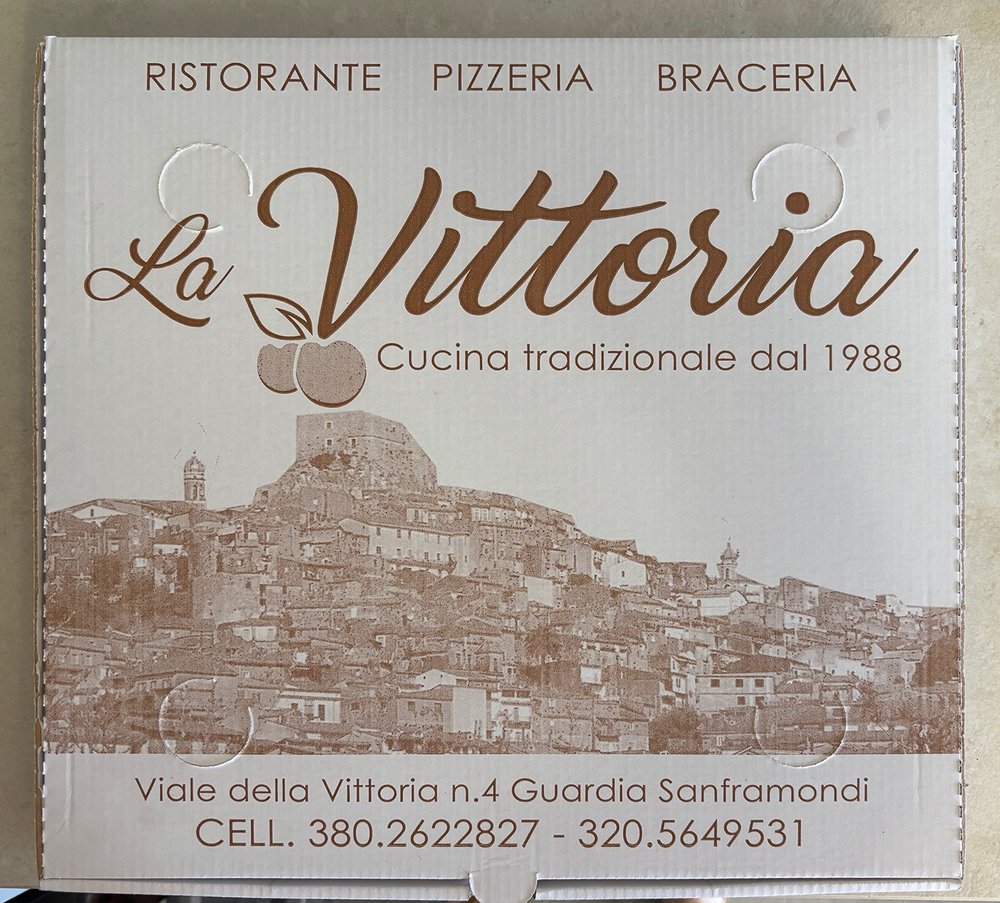 RISTORANTE PIZZERIA BRACERIA
La Vittoria
Cucina tradizionale dal 1988
Viale della Vittoria n.4 Guardia Sanframondi
CELL. 380.2622827 - 320.5649531